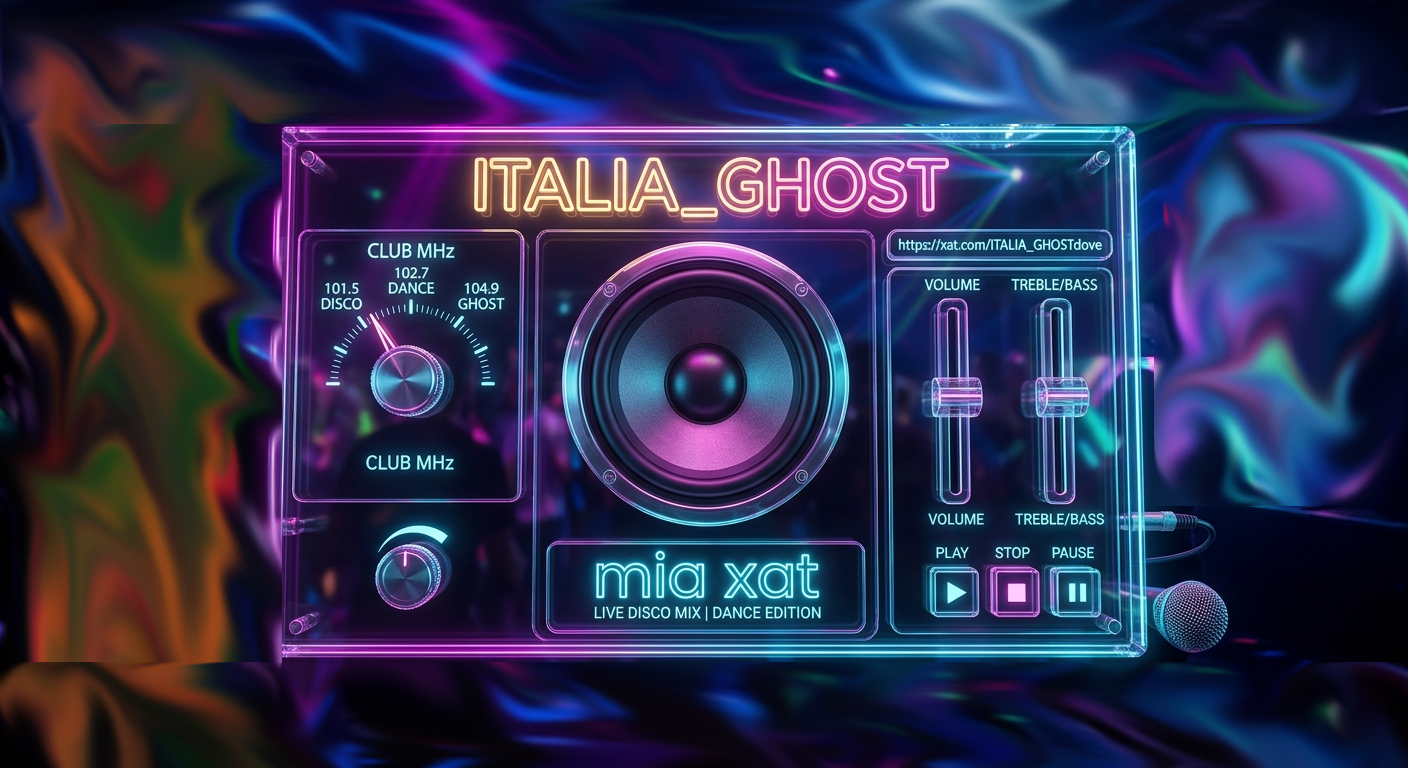 ITALIA_GHOST
CLUB MHz
102.7
DANCE
101.5
DISCO
104.9
GHOST
CLUB MHz
mia xat
LIVE DISCO MIX | DANCE EDITION
https://xat.com/ITALIA_GHOSTdove
VOLUME TREBLE/BASS
VOLUME TREBLE/BASS
PLAY STOP PAUSE